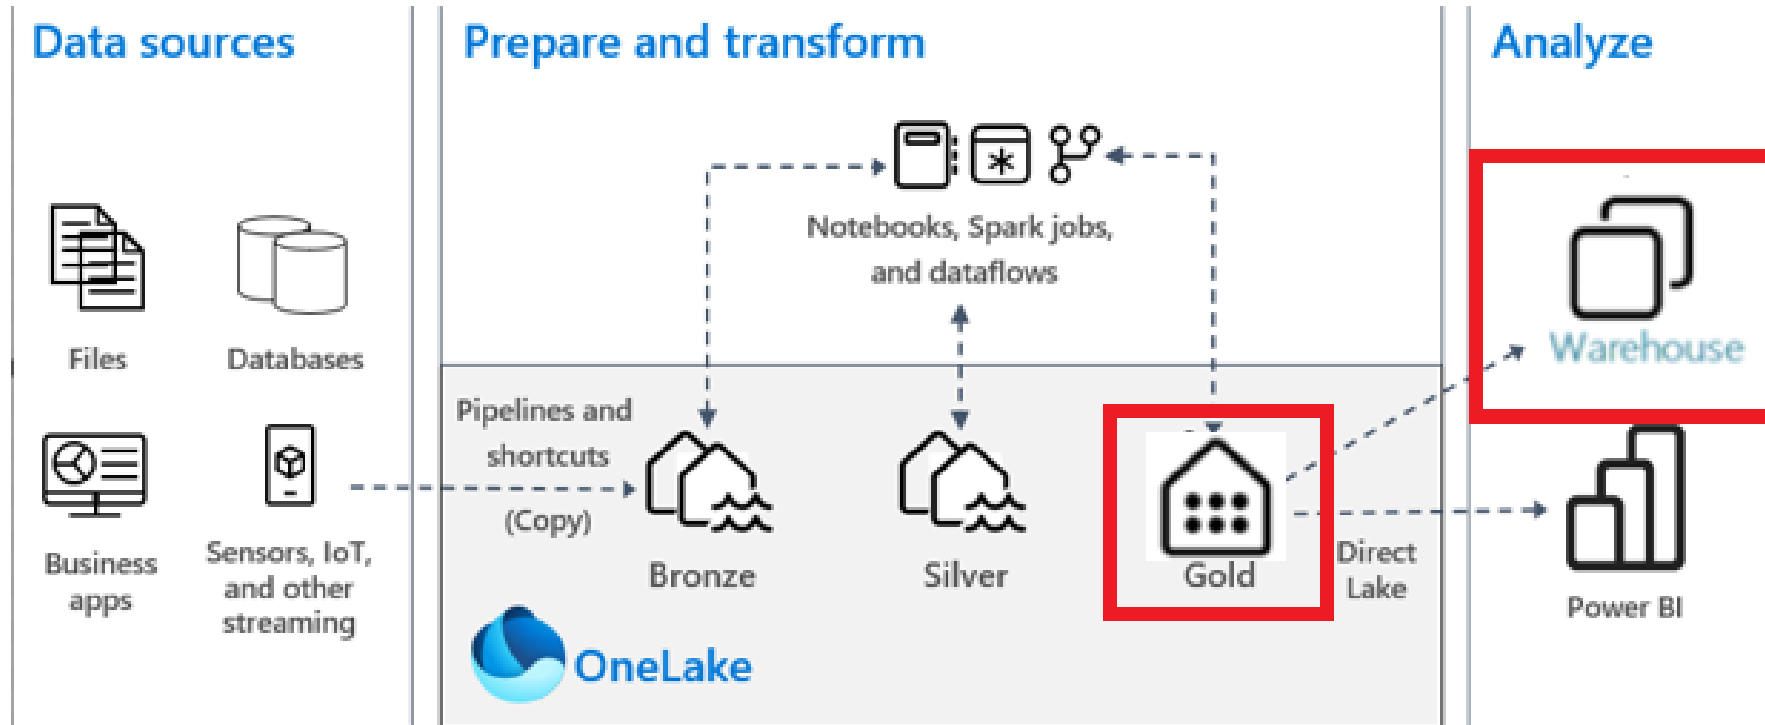 Data sources
Files
Databases
Business
apps
Sensors, IoT,
and other
streaming
Prepare and transform
Notebooks, Spark jobs,
and dataflows
Pipelines and
shortcuts
(Copy)
Bronze
Silver
Gold
Direct
Lake
OneLake
Analyze
Warehouse
Power BI